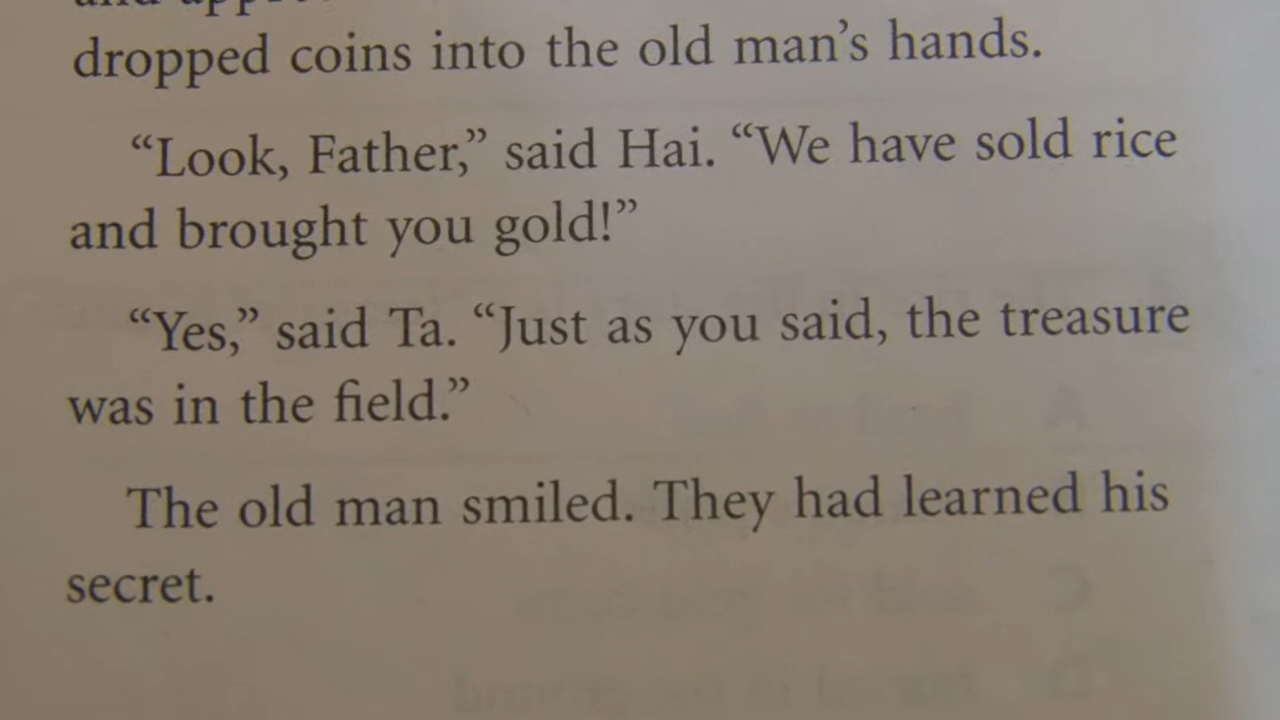 dropped coins into the old man’s hands.
“Look, Father,” said Hai. “We have sold rice
and brought you gold!”
“Yes,” said Ta. “Just as you said, the treasure
was in the field.”
The old man smiled. They had learned his
secret.